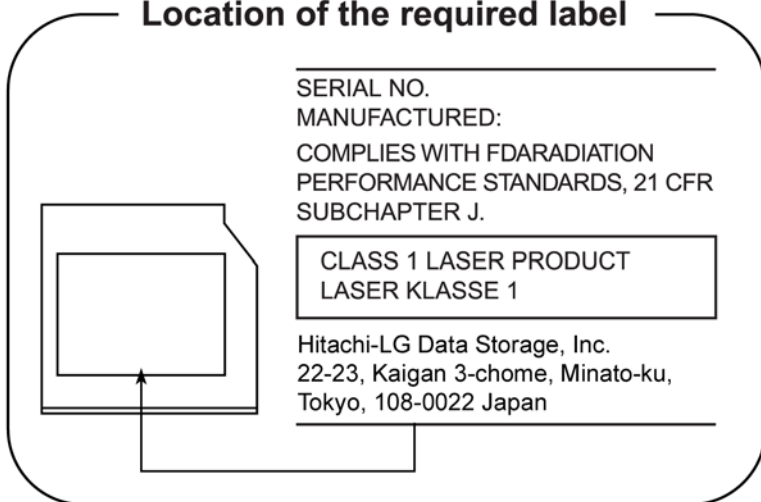 Location of the required label
SERIAL NO.
MANUFACTURED:
COMPLIES WITH FDARADIATION
PERFORMANCE STANDARDS, 21 CFR
SUBCHAPTER J.
CLASS 1 LASER PRODUCT
LASER KLASSE 1
Hitachi-LG Data Storage, Inc.
22-23, Kaigan 3-chome, Minato-ku,
Tokyo, 108-0022 Japan